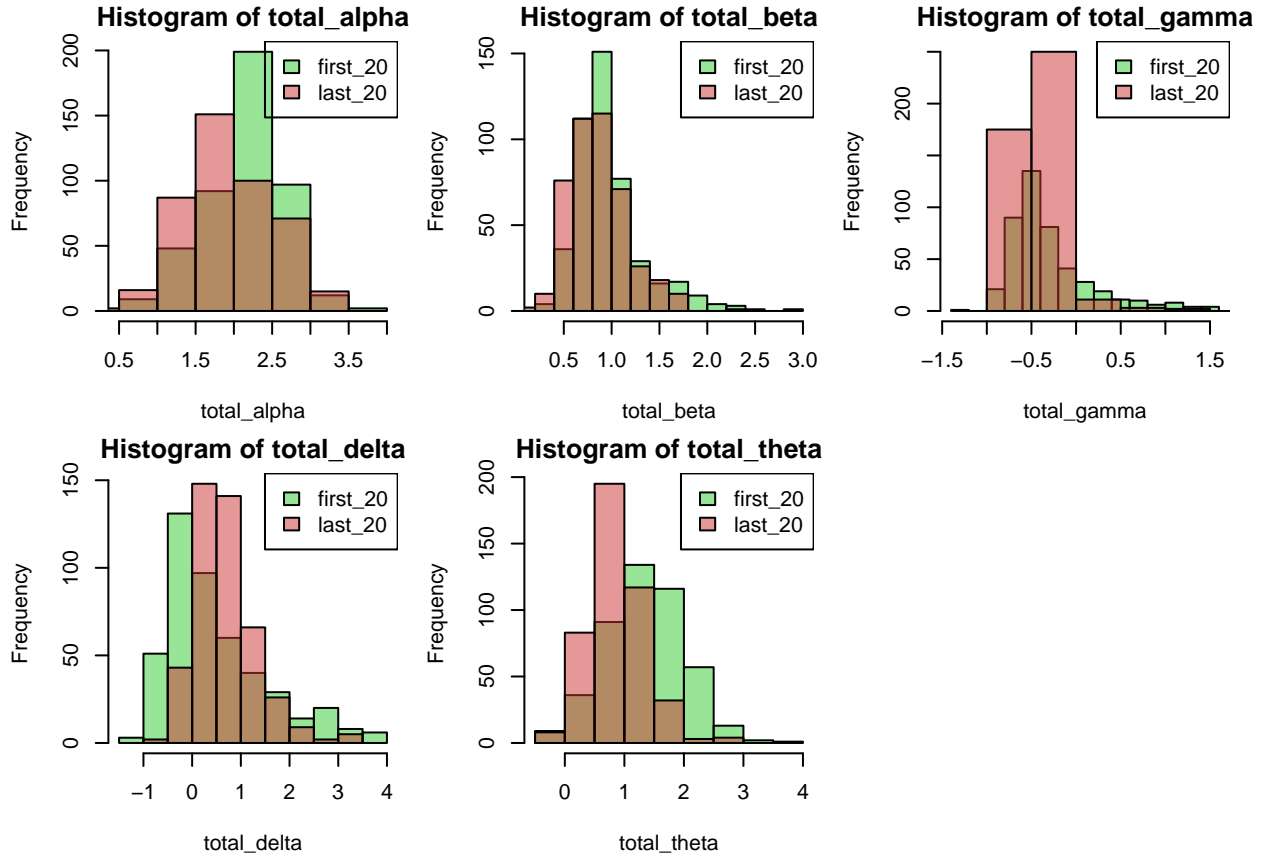 Histogram of total_alpha
Frequency
0
50
100
150
200
first_20
last_20
0.5
1.5
2.5
3.5
total_alpha
Histogram of total_beta
Frequency
0
50
100
150
first_20
last_20
0.5
1.0
1.5
2.0
2.5
3.0
total_beta
Histogram of total_gamma
Frequency
0
50
100
200
first_20
last_20
−1.5
−0.5
0.5
1.5
total_gamma
Histogram of total_delta
Frequency
0
50
100
150
first_20
last_20
−1
0
1
2
3
4
total_delta
Histogram of total_theta
Frequency
0
50
100
150
200
first_20
last_20
0
1
2
3
4
total_theta